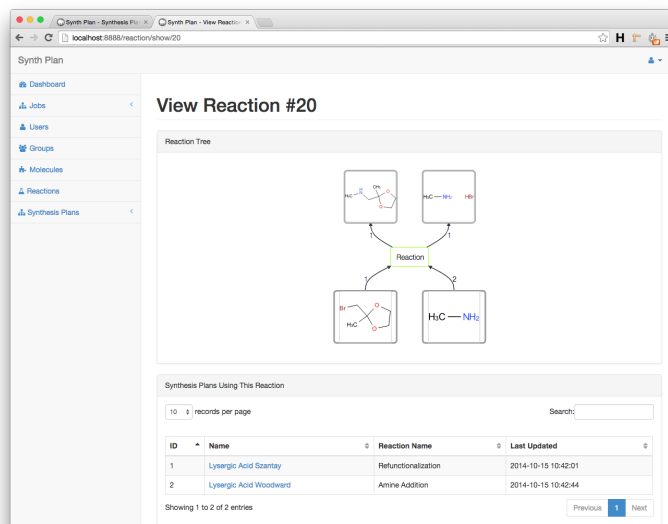 Synth Plan - Synthesis Pla
Synth Plan - View Reaction
localhost:8888/reaction/show/20
Synth Plan
Dashboard
Jobs
Users
Groups
Molecules
Reactions
Synthesis Plans
View Reaction #20
Reaction Tree
H₃C
CH₃
O
O
H₃C — NH₂
HBr
1
1
Reaction
1
2
Br
O
H₃C
O
H₃C — NH₂
Synthesis Plans Using This Reaction
10 records per page
Search:
ID Name Reaction Name Last Updated
1 Lysergic Acid Szantay Refunctionalization 2014-10-15 10:42:01
2 Lysergic Acid Woodward Amine Addition 2014-10-15 10:42:44
Showing 1 to 2 of 2 entries
Previous 1 Next